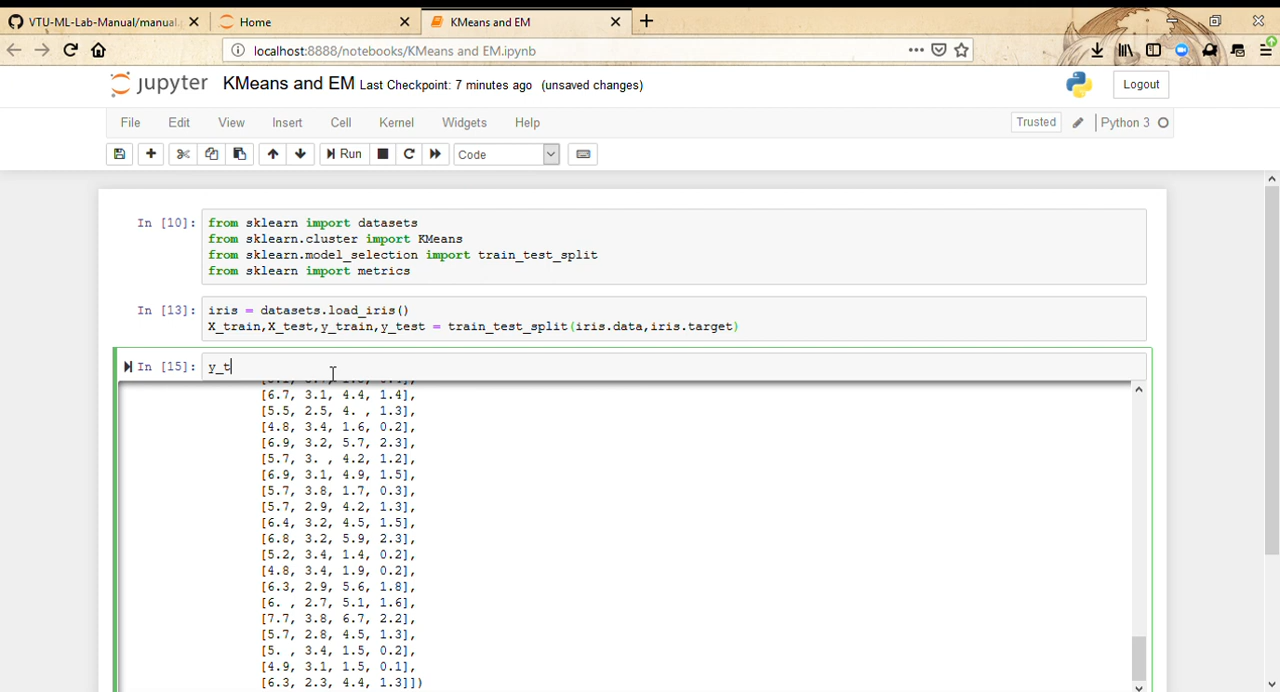 VTU-ML-Lab-Manual/manual.
Home
KMeans and EM
localhost:8888/notebooks/KMeans and EM.ipynb
jupyter KMeans and EM Last Checkpoint: 7 minutes ago (unsaved changes)
Logout
File Edit View Insert Cell Kernel Widgets Help
Trusted Python 3
Run Code
In [10]: from sklearn import datasets
from sklearn.cluster import KMeans
from sklearn.model_selection import train_test_split
from sklearn import metrics
In [13]: iris = datasets.load_iris()
X_train,X_test,y_train,y_test = train_test_split(iris.data,iris.target)
In [15]: y_t
[6.7, 3.1, 4.4, 1.4],
[5.5, 2.5, 4. , 1.3],
[4.8, 3.4, 1.6, 0.2],
[6.9, 3.2, 5.7, 2.3],
[5.7, 3. , 4.2, 1.2],
[6.9, 3.1, 4.9, 1.5],
[5.7, 3.8, 1.7, 0.3],
[5.7, 2.9, 4.2, 1.3],
[6.4, 3.2, 4.5, 1.5],
[6.8, 3.2, 5.9, 2.3],
[5.2, 3.4, 1.4, 0.2],
[4.8, 3.4, 1.9, 0.2],
[6.3, 2.9, 5.6, 1.8],
[6. , 2.7, 5.1, 1.6],
[7.7, 3.8, 6.7, 2.2],
[5.7, 2.8, 4.5, 1.3],
[5. , 3.4, 1.5, 0.2],
[4.9, 3.1, 1.5, 0.1],
[6.3, 2.3, 4.4, 1.3]])